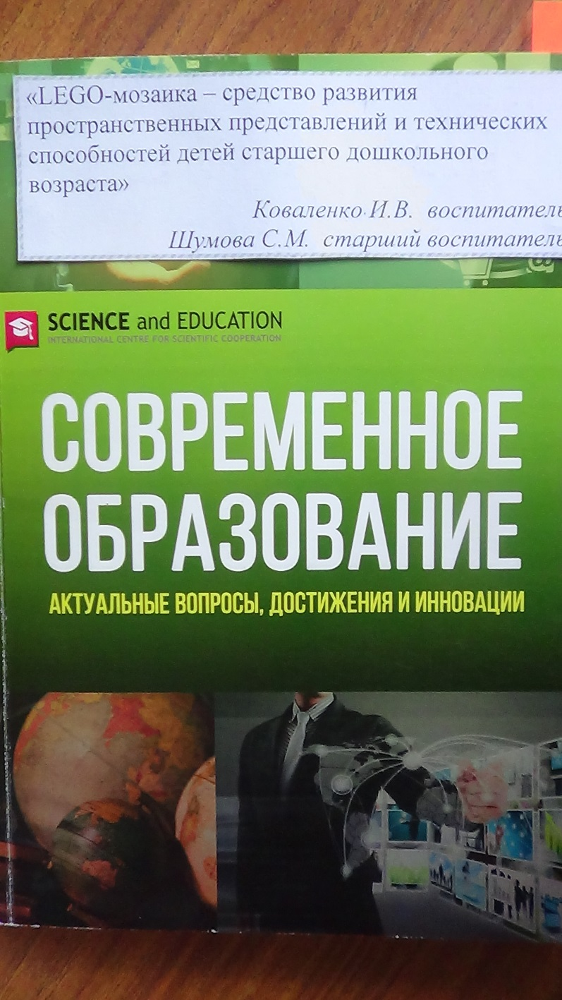 «LEGO-мозаика – средство развития
пространственных представлений и технических
способностей детей старшего дошкольного
возраста»
Коваленко И.В. воспитатель
Шумова С.М. старший воспитатель
SCIENCE and EDUCATION
INTERNATIONAL CENTRE FOR SCIENTIFIC COOPERATION
СОВРЕМЕННОЕ
ОБРАЗОВАНИЕ
АКТУАЛЬНЫЕ ВОПРОСЫ, ДОСТИЖЕНИЯ И ИННОВАЦИИ